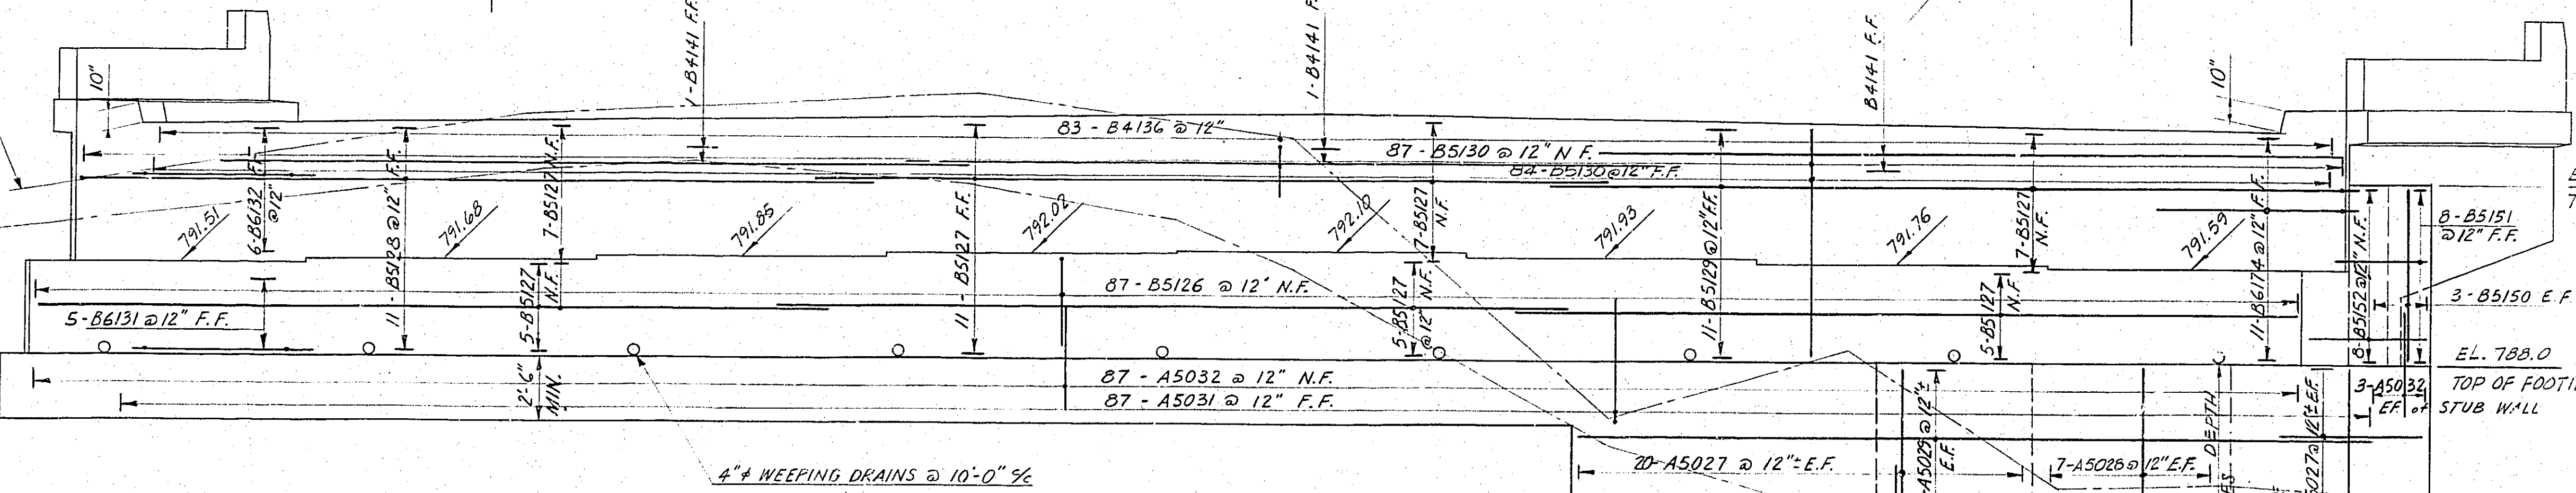 1-B4141 F.F.
1-B4141 F.F.
B4141 F.F.
10"
10"
83 - B4136 @ 12"
87 - B5130 @ 12" N F.
84 - B5130 @ 12" F.F.
6-B6132 F.F.
@ 12"
11 - B5128 @ 12" F.F.
7-B5127 N.F.
11 - B5127 F.F.
7-B5127
N.F.
11-B5129 @ 12" F.F.
7-B5127
N.F.
11-B6174 @ 12" F.F.
8-B5152 @ 12" N.F.
8-B5151
@ 12" F.F.
791.51
791.68
791.85
792.02
792.10
791.93
791.76
791.59
87-B5126 @ 12" N.F.
5-B5127
N.F.
5-B5127
@ 12" N.F.
5-B5127
N.F.
3-B5150 E.F.
5-B6131 @ 12" F.F.
EL. 788.0
TOP OF FOOTI
STUB WALL
3-A5032
E.F. of
2'-6"
MIN.
87 - A5032 @ 12" N.F.
87 - A5031 @ 12" F.F.
4"ϕ WEEPING DRAINS @ 10'-0" c/c
20-A5027 @ 12"± E.F.
A5029 @ 12"±
E.F.
7-A5028 @ 12" E.F.
DEPTH
5027 @ 12"± E.F.